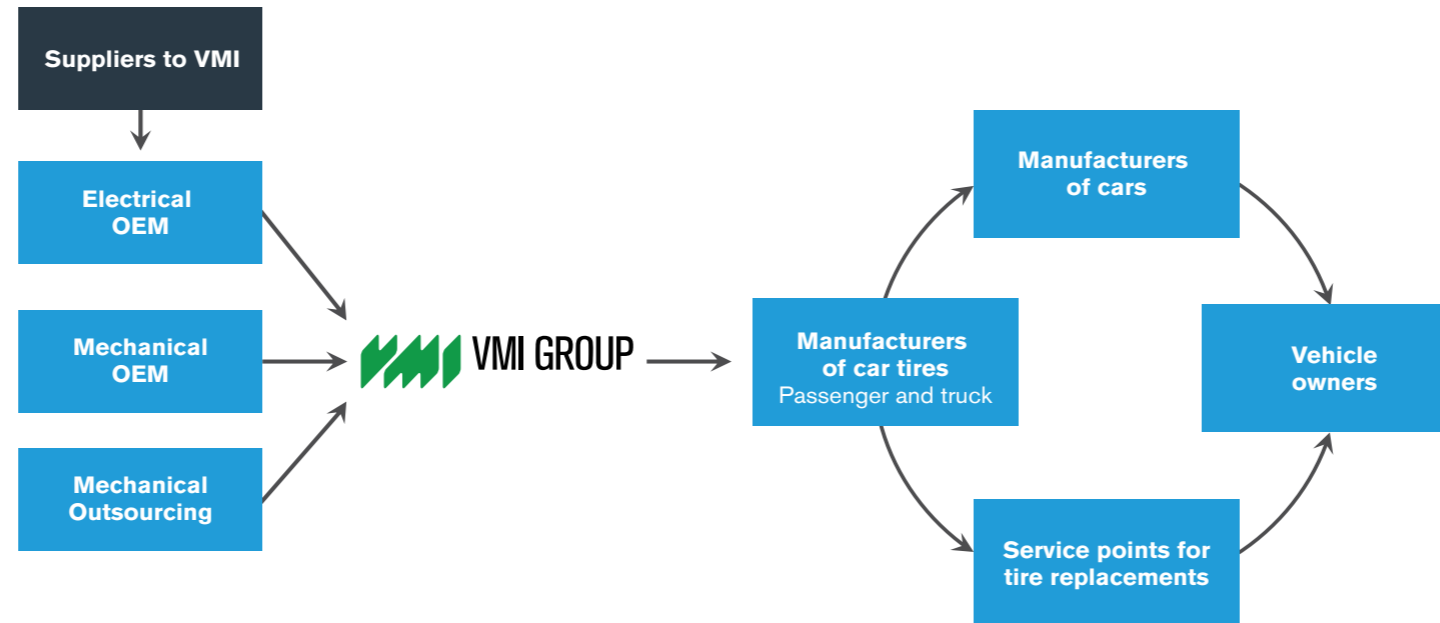 Suppliers to VMI
Electrical
OEM
Mechanical
OEM
Mechanical
Outsourcing
VMI GROUP
Manufacturers
of car tires
Passenger and truck
Manufacturers
of cars
Service points for
tire replacements
Vehicle
owners